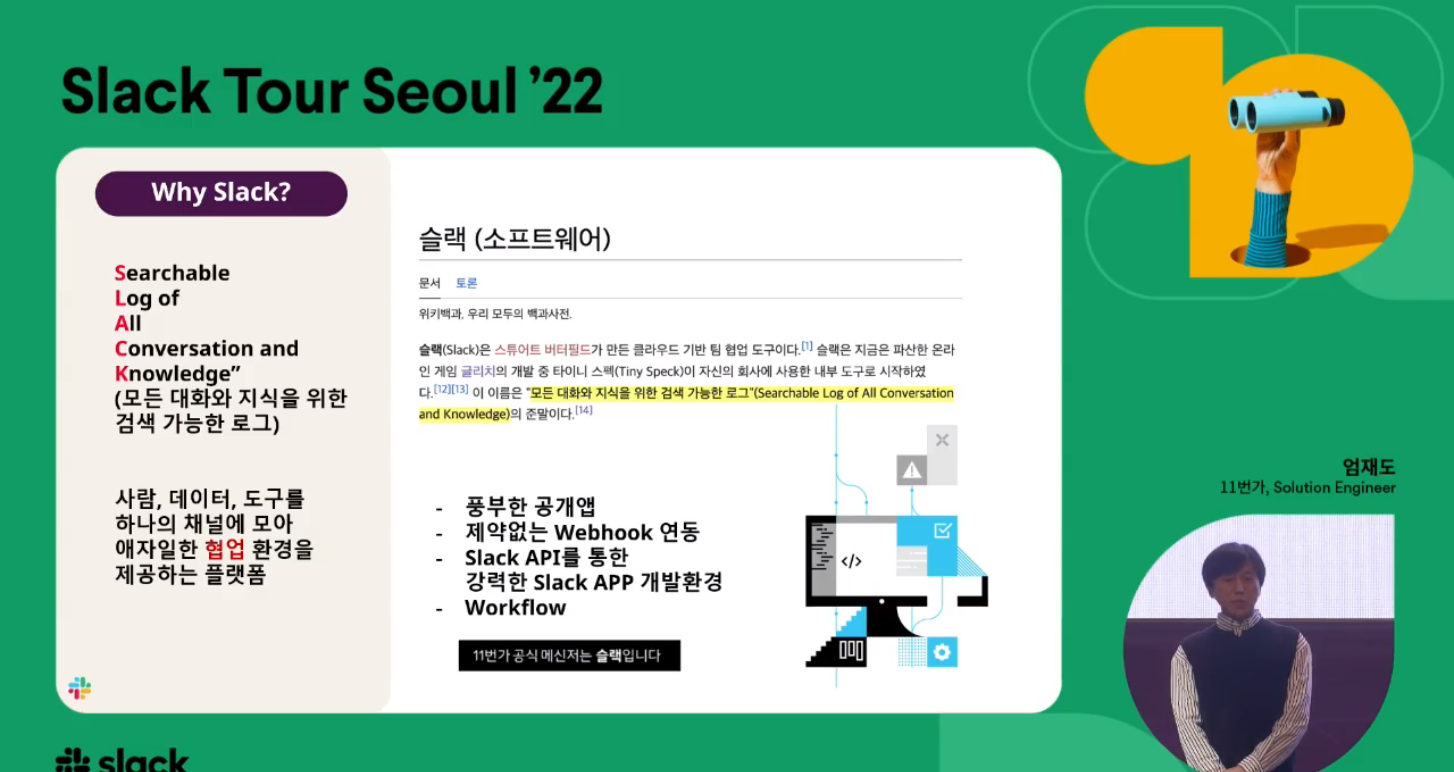 Slack Tour Seoul ’22
Why Slack?
Searchable
Log of
All
Conversation and
Knowledge”
(모든 대화와 지식을 위한
검색 가능한 로그)
사람, 데이터, 도구를
하나의 채널에 모아
애자일한 협업 환경을
제공하는 플랫폼
슬랙 (소프트웨어)
문서 토론
위키백과, 우리 모두의 백과사전.
슬랙(Slack)은 스튜어트 버터필드가 만든 클라우드 기반 팀 협업 도구이다.[1] 슬랙은 지금은 파산한 온라
인 게임 글리치의 개발 중 타이니 스펙(Tiny Speck)이 자신의 회사에 사용한 내부 도구로 시작하였
다.[12][13] 이 이름은 "모든 대화와 지식을 위한 검색 가능한 로그"(Searchable Log of All Conversation
and Knowledge)의 준말이다.[14]
- 풍부한 공개앱
- 제약없는 Webhook 연동
- Slack API를 통한
강력한 Slack APP 개발환경
- Workflow
</>
11번가 공식 메신저는 슬랙입니다
엄재도
11번가, Solution Engineer
slack